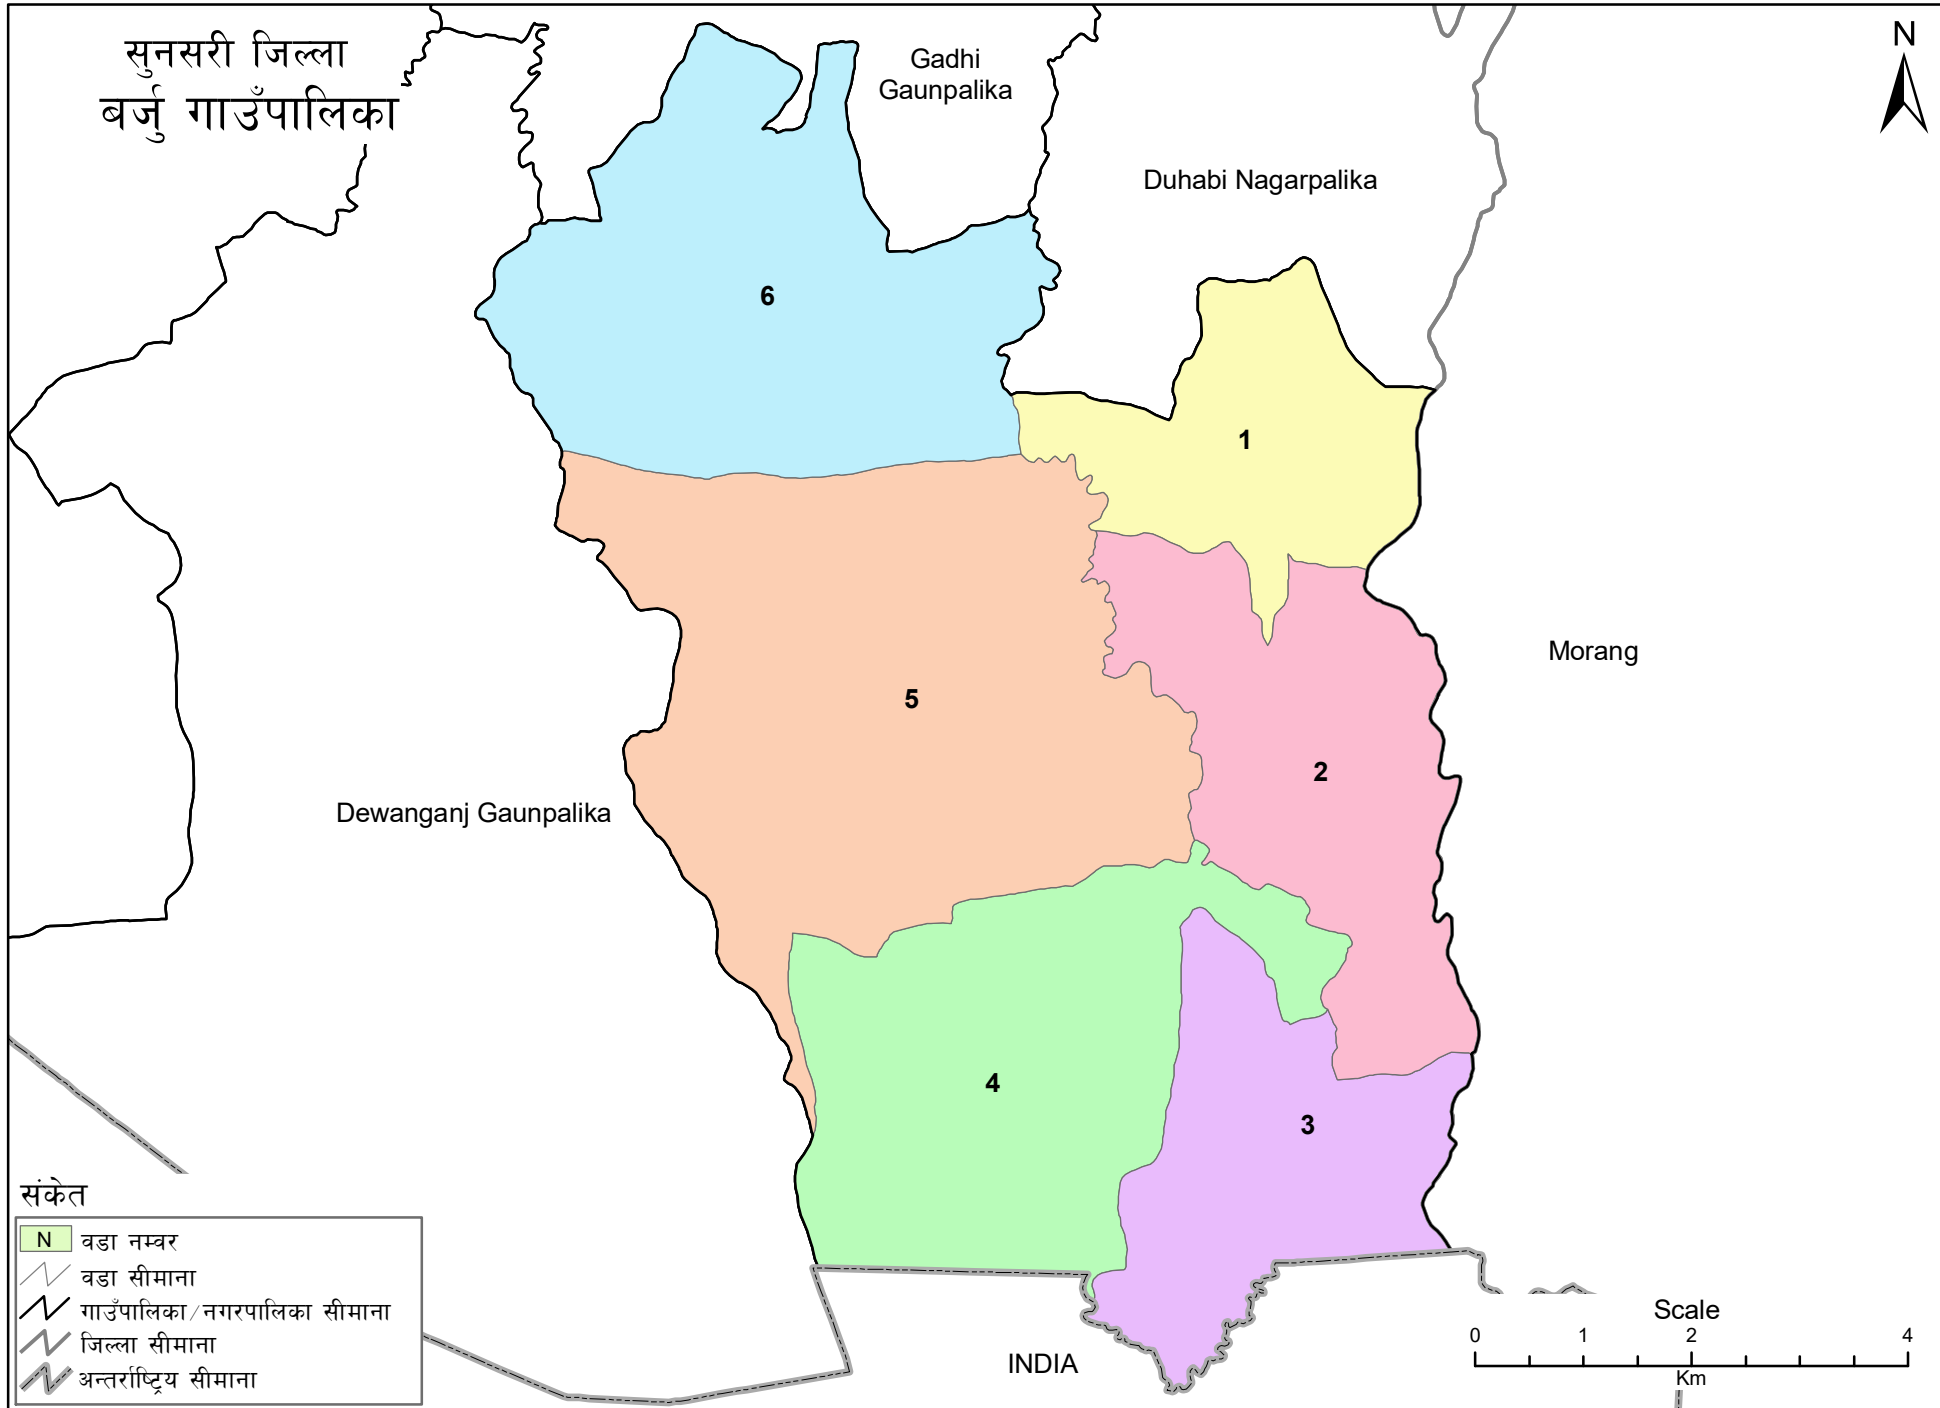 सुनसरी जिल्ला
बर्जु गाउँपालिका
N
Gadhi
Gaunpalika
Duhabi Nagarpalika
6
1
Morang
5
2
Dewanganj Gaunpalika
4
3
संकेत
N वडा नम्वर
वडा सीमाना
गाउँपालिका/नगरपालिका सीमाना
जिल्ला सीमाना
अन्तर्राष्ट्रिय सीमाना
INDIA
Scale
0 1 2 4
Km